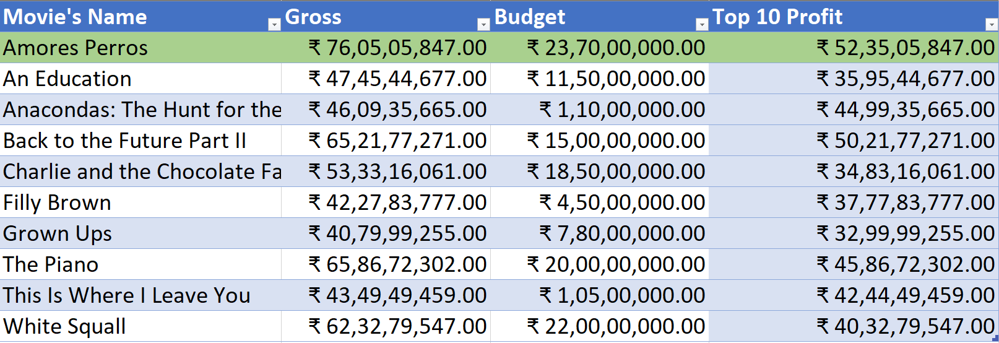 Movie's Name Gross Budget Top 10 Profit
Amores Perros ₹ 76,05,05,847.00 ₹ 23,70,00,000.00 ₹ 52,35,05,847.00
An Education ₹ 47,45,44,677.00 ₹ 11,50,00,000.00 ₹ 35,95,44,677.00
Anacondas: The Hunt for the ₹ 46,09,35,665.00 ₹ 1,10,00,000.00 ₹ 44,99,35,665.00
Back to the Future Part II ₹ 65,21,77,271.00 ₹ 15,00,00,000.00 ₹ 50,21,77,271.00
Charlie and the Chocolate Fa ₹ 53,33,16,061.00 ₹ 18,50,00,000.00 ₹ 34,83,16,061.00
Filly Brown ₹ 42,27,83,777.00 ₹ 4,50,00,000.00 ₹ 37,77,83,777.00
Grown Ups ₹ 40,79,99,255.00 ₹ 7,80,00,000.00 ₹ 32,99,99,255.00
The Piano ₹ 65,86,72,302.00 ₹ 20,00,00,000.00 ₹ 45,86,72,302.00
This Is Where I Leave You ₹ 43,49,49,459.00 ₹ 1,05,00,000.00 ₹ 42,44,49,459.00
White Squall ₹ 62,32,79,547.00 ₹ 22,00,00,000.00 ₹ 40,32,79,547.00